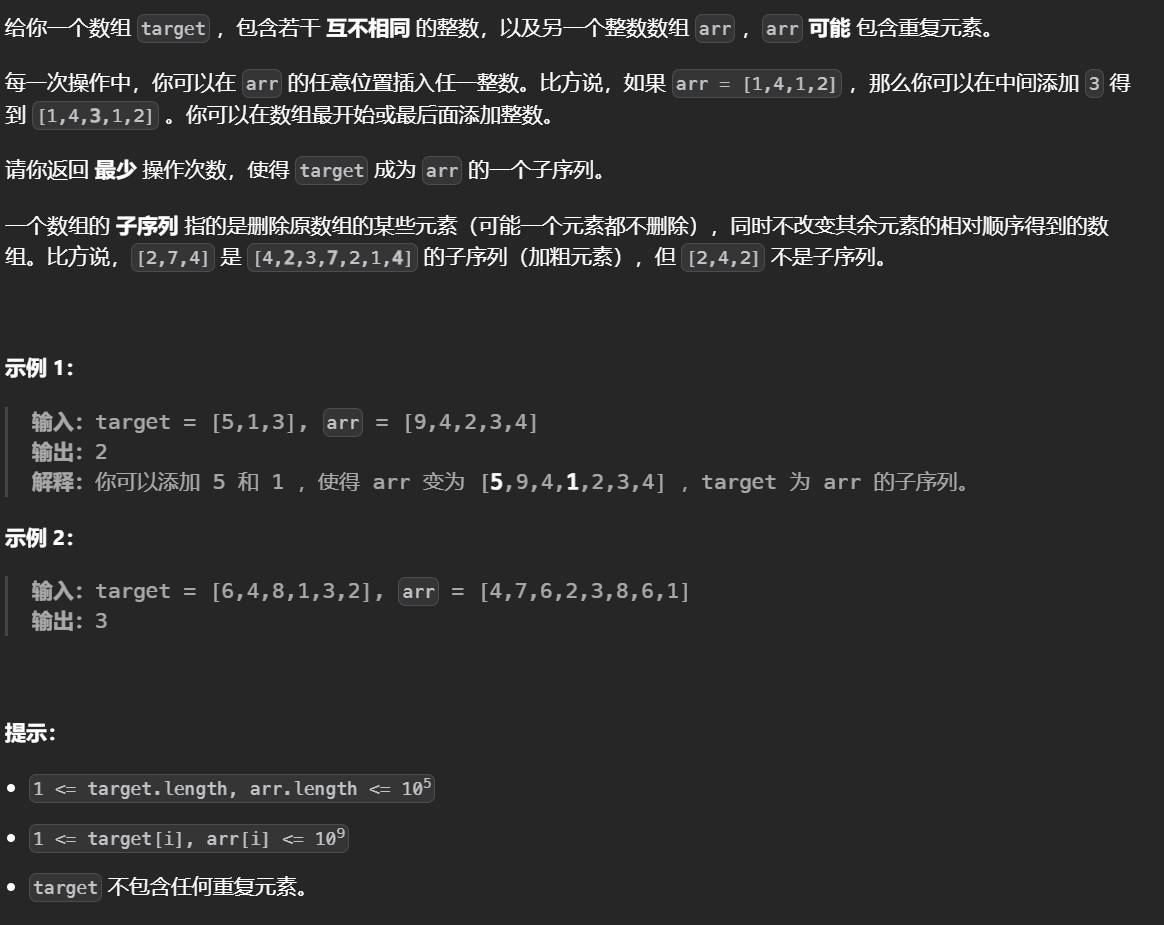 给你一个数组 target ，包含若干 互不相同 的整数，以及另一个整数数组 arr ，arr 可能 包含重复元素。
每一次操作中，你可以在 arr 的任意位置插入任一整数。比方说，如果 arr = [1,4,1,2] ，那么你可以在中间添加 3 得
到 [1,4,3,1,2] 。你可以在数组最开始或最后面添加整数。
请你返回 最少 操作次数，使得 target 成为 arr 的一个子序列。
一个数组的 子序列 指的是删除原数组的某些元素（可能一个元素都不删除），同时不改变其余元素的相对顺序得到的数
组。比方说，[2,7,4] 是 [4,2,3,7,2,1,4] 的子序列（加粗元素），但 [2,4,2] 不是子序列。
示例 1：
输入：target = [5,1,3], arr = [9,4,2,3,4]
输出：2
解释：你可以添加 5 和 1 ，使得 arr 变为 [5,9,4,1,2,3,4] ，target 为 arr 的子序列。
示例 2：
输入：target = [6,4,8,1,3,2], arr = [4,7,6,2,3,8,6,1]
输出：3
提示：
• 1 <= target.length, arr.length <= 10⁵
• 1 <= target[i], arr[i] <= 10⁹
• target 不包含任何重复元素。